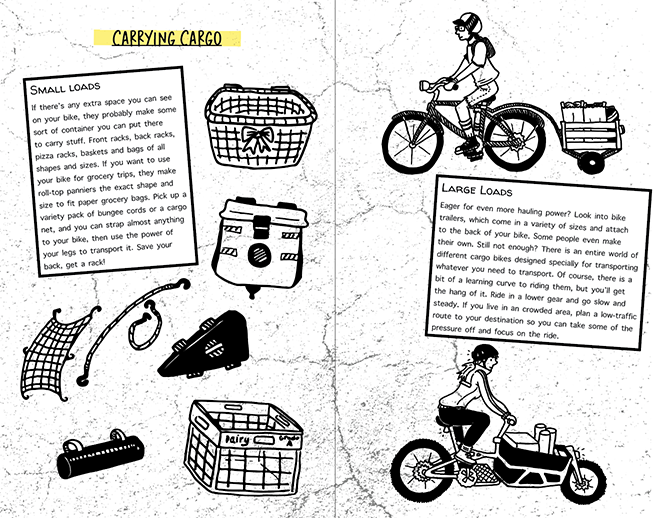 CARRYING CARGO
SMALL LOADS
If there's any extra space you can see
on your bike, they probably make some
sort of container you can put there
to carry stuff. Front racks, back racks,
pizza racks, baskets and bags of all
shapes and sizes. If you want to use
your bike for grocery trips, they make
roll-top panniers the exact shape and
size to fit paper grocery bags. Pick up a
variety pack of bungee cords or a cargo
net, and you can strap almost anything
to your bike, then use the power of
your legs to transport it. Save your
back, get a rack!
Dairy
LARGE LOADS
Eager for even more hauling power? Look into bike
trailers, which come in a variety of sizes and attach
to the back of your bike. Some people even make
their own. Still not enough? There is an entire world of
different cargo bikes designed specially for transporting
whatever you need to transport. Of course, there is a
bit of a learning curve to riding them, but you'll get
the hang of it. Ride in a lower gear and go slow and
steady. If you live in an crowded area, plan a low-traffic
route to your destination so you can take some of the
pressure off and focus on the ride.